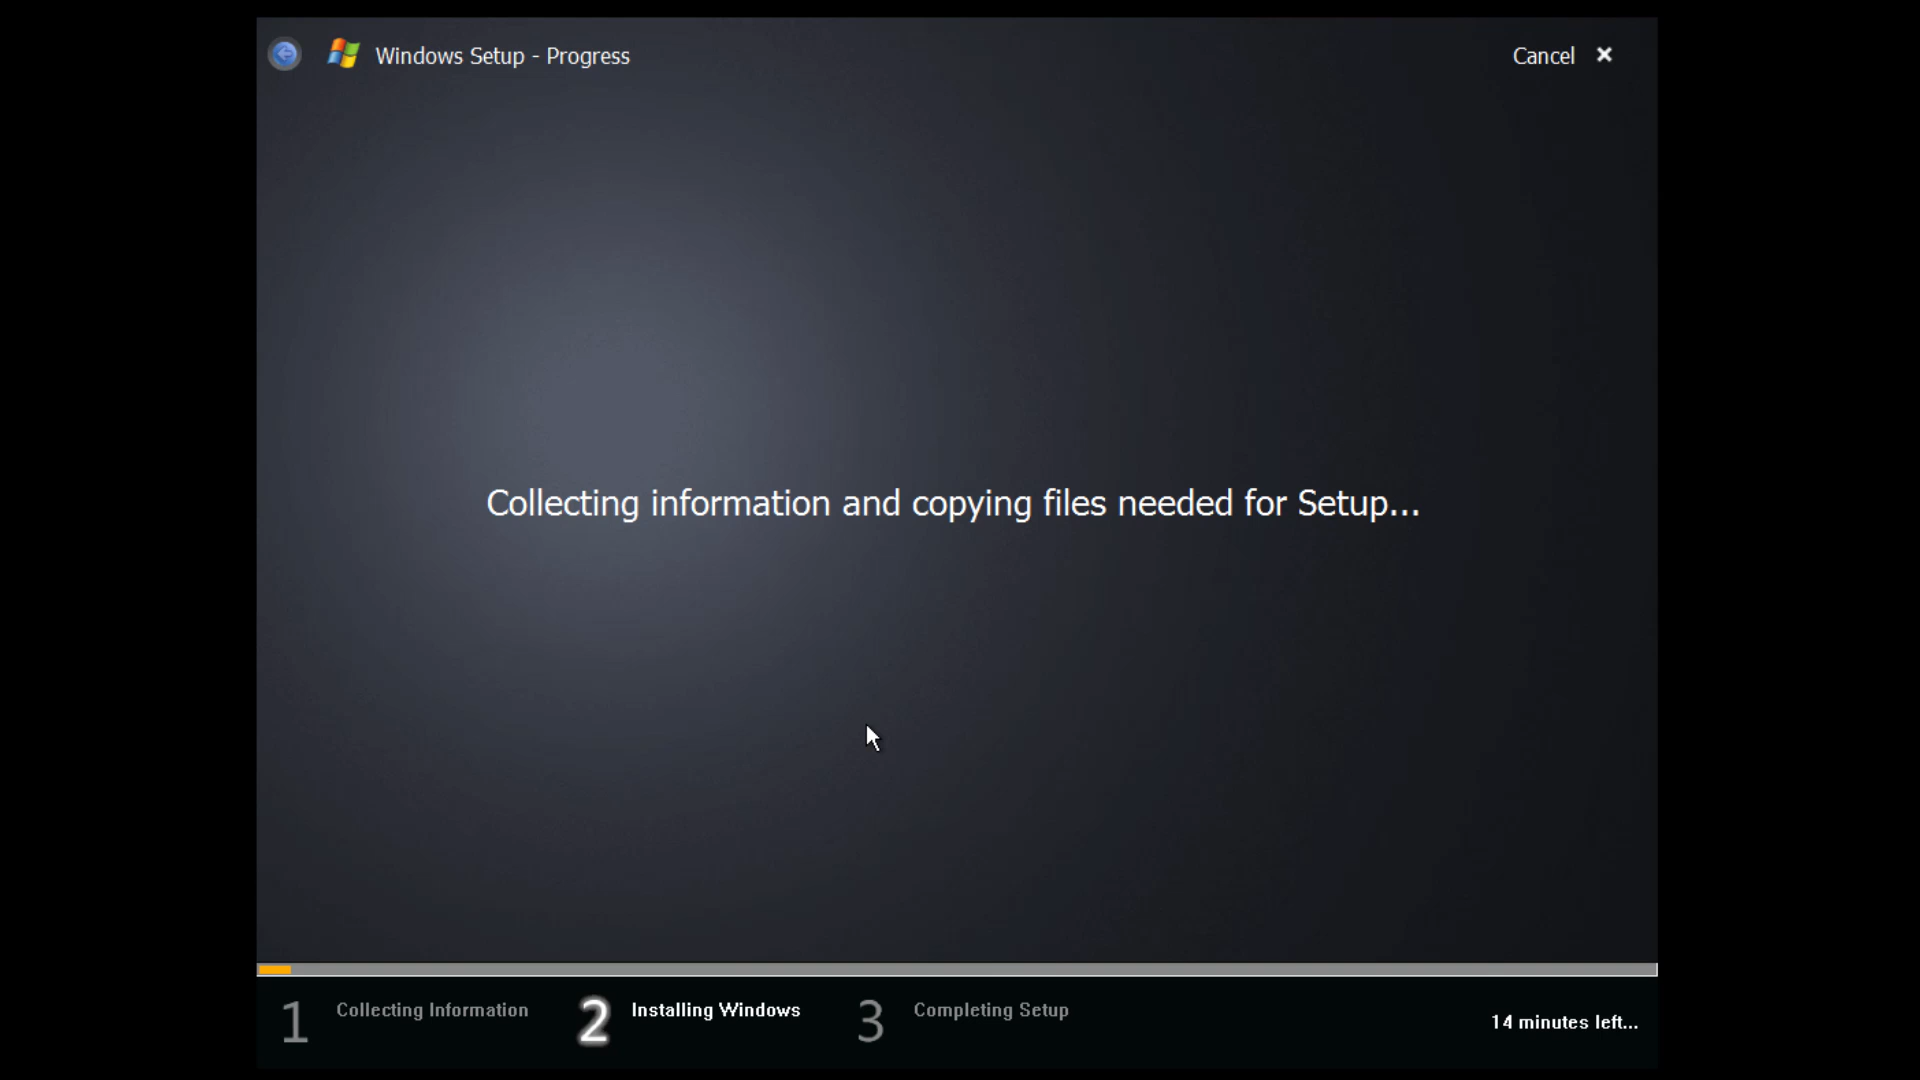 Windows Setup - Progress
Cancel
Collecting information and copying files needed for Setup...
1 Collecting Information 2 Installing Windows 3 Completing Setup
14 minutes left...